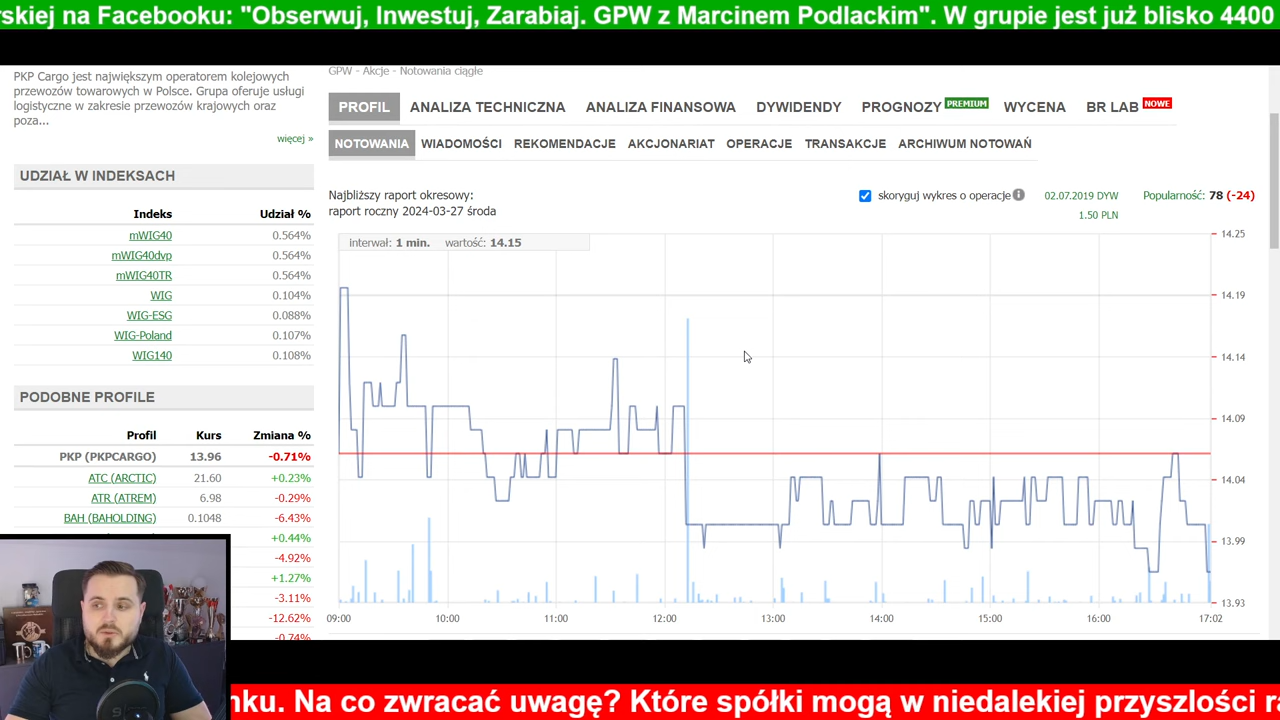 rskiej na Facebooku: "Obserwuj, Inwestuj, Zarabiaj. GPW z Marcinem Podlackim". W grupie jest już blisko 4400
PKP Cargo jest największym operatorem kolejowych
przewozów towarowych w Polsce. Grupa oferuje usługi
logistyczne w zakresie przewozów krajowych oraz
poza...
więcej »
GPW - Akcje - Notowania ciągłe
PROFIL ANALIZA TECHNICZNA ANALIZA FINANSOWA DYWIDENDY PROGNOZY PREMIUM WYCENA BR LAB NOWE
NOTOWANIA WIADOMOŚCI REKOMENDACJE AKCJONARIAT OPERACJE TRANSAKCJE ARCHIWUM NOTOWAŃ
Najbliższy raport okresowy:
raport roczny 2024-03-27 środa
skoryguj wykres o operacje
02.07.2019 DYW
1.50 PLN
Popularność: 78 (-24)
UDZIAŁ W INDEKSACH
Indeks Udział %
mWIG40 0.564%
mWIG40dvp 0.564%
mWIG40TR 0.564%
WIG 0.104%
WIG-ESG 0.088%
WIG-Poland 0.107%
WIG140 0.108%
PODOBNE PROFILE
Profil Kurs Zmiana %
PKP (PKPCARGO) 13.96 -0.71%
ATC (ARCTIC) 21.60 +0.23%
ATR (ATREM) 6.98 -0.29%
BAH (BAHOLDING) 0.1048 -6.43%
+0.44%
-4.92%
+1.27%
-3.11%
-12.62%
-0.74%
interwał: 1 min. wartość: 14.15
14.25
14.19
14.14
14.09
14.04
13.99
13.93
09:00 10:00 11:00 12:00 13:00 14:00 15:00 16:00 17:02
nku. Na co zwracać uwagę? Które spółki mogą w niedalekiej przyszłości ra